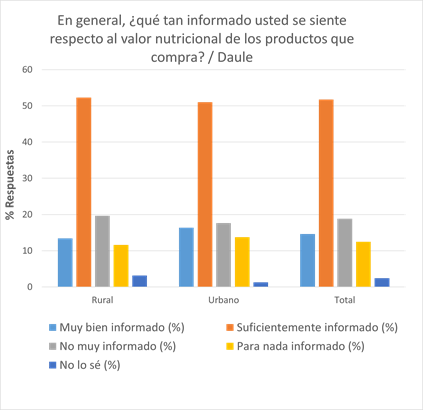 En general, ¿qué tan informado usted se siente
respecto al valor nutricional de los productos que
compra? / Daule
% Respuestas
60
50
40
30
20
10
0
Rural
Urbano
Total
Muy bien informado (%)
Suficientemente informado (%)
No muy informado (%)
Para nada informado (%)
No lo sé (%)